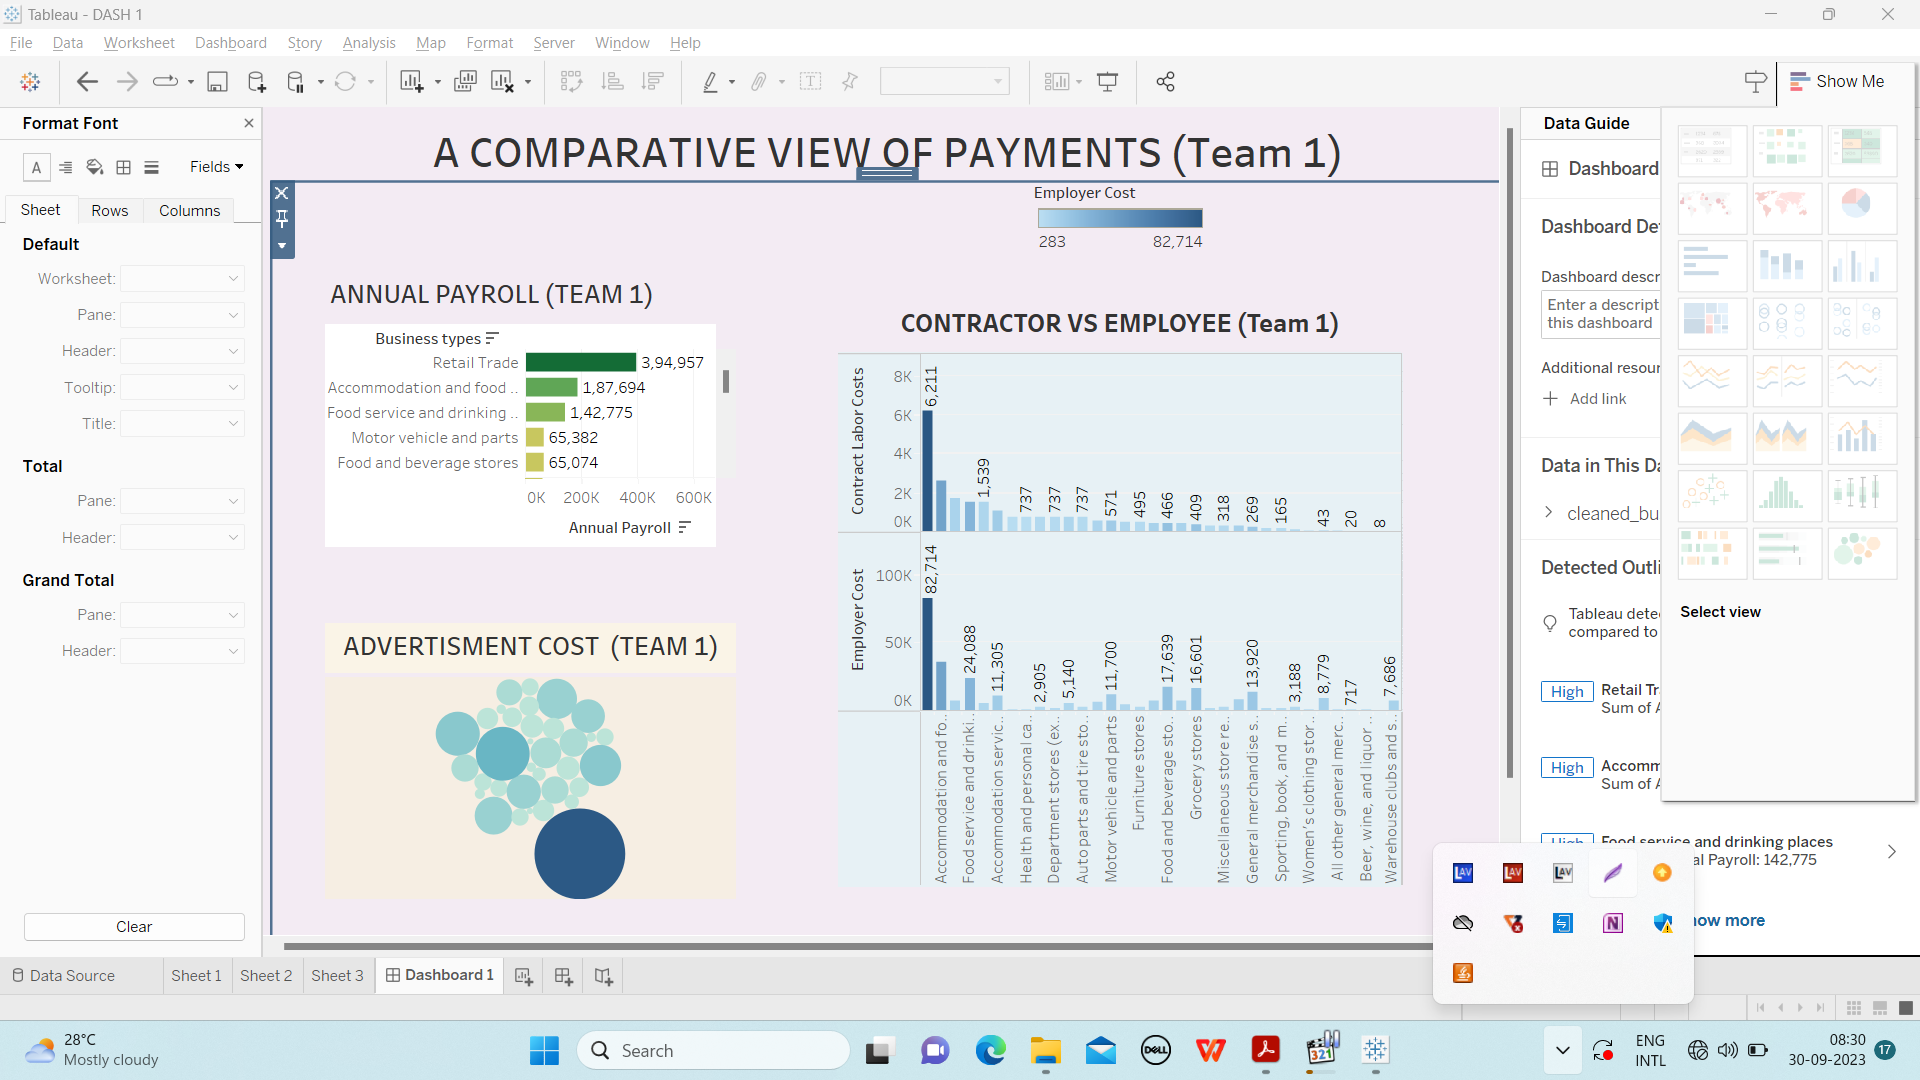 Tableau - DASH 1
File Data Worksheet Dashboard Story Analysis Map Format Server Window Help
Show Me
Format Font
Fields
Sheet Rows Columns
Default
Worksheet:
Pane:
Header:
Tooltip:
Title:
Total
Pane:
Header:
Grand Total
Pane:
Header:
Clear
A COMPARATIVE VIEW OF PAYMENTS (Team 1)
Employer Cost
283 82,714
ANNUAL PAYROLL (TEAM 1)
Business types
Retail Trade 3,94,957
Accommodation and food .. 1,87,694
Food service and drinking .. 1,42,775
Motor vehicle and parts 65,382
Food and beverage stores 65,074
0K 200K 400K 600K
Annual Payroll
ADVERTISMENT COST (TEAM 1)
CONTRACTOR VS EMPLOYEE (Team 1)
Contract Labor Costs
8K
6K
4K
2K
0K
6,211 1,539 737 737 737 571 495 466 409 318 269 165 43 20 8
Employer Cost
100K
50K
0K
82,714 24,088 11,305 2,905 5,140 11,700 17,639 16,601 13,920 3,188 8,779 717 7,686
Accommodation and fo..
Food service and drinki..
Accommodation servic..
Health and personal ca..
Department stores (ex..
Auto parts and tire sto..
Motor vehicle and parts
Furniture stores
Food and beverage sto..
Grocery stores
Miscellaneous store re..
General merchandise s..
Sporting, book, and m..
Women's clothing stor..
All other general merc..
Beer, wine, and liquor ..
Warehouse clubs and s..
Data Guide
Dashboard
Dashboard De
Dashboard descr
Enter a descript
this dashboard
Additional resour
Add link
Data in This Da
cleaned_bu
Detected Outli
Tableau dete
compared to
High Retail Tr
Sum of A
High Accomm
Sum of A
High Food service and drinking places
al Payroll: 142,775
ow more
Select view
Data Source Sheet 1 Sheet 2 Sheet 3 Dashboard 1
28°C
Mostly cloudy
Search
DELL
321
ENG
INTL
08:30
30-09-2023
17
LAV LAV LAV
N